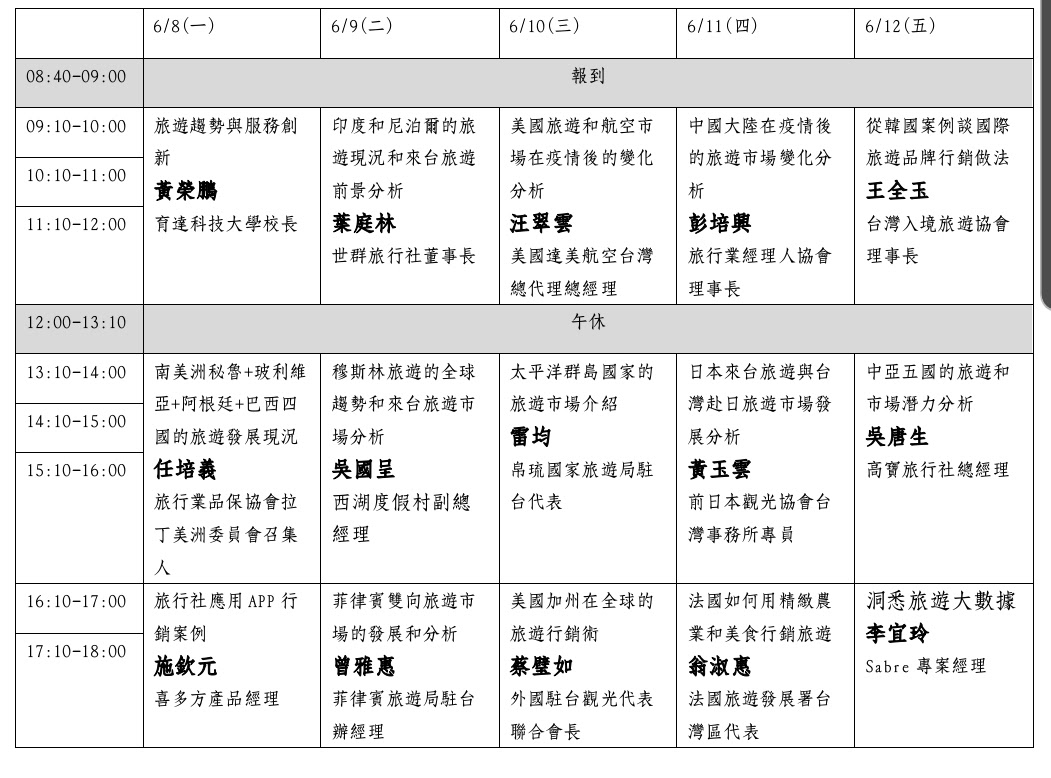 6/8(一)
6/9(二)
6/10(三)
6/11(四)
6/12(五)
08:40-09:00
報到
09:10-10:00
10:10-11:00
11:10-12:00
旅遊趨勢與服務創
新
黃榮鵬
育達科技大學校長
印度和尼泊爾的旅
遊現況和來台旅遊
前景分析
葉庭林
世群旅行社董事長
美國旅遊和航空市
場在疫情後的變化
分析
汪翠雲
美國達美航空台灣
總代理總經理
中國大陸在疫情後
的旅遊市場變化分
析
彭培興
旅行業經理人協會
理事長
從韓國案例談國際
旅遊品牌行銷做法
王全玉
台灣入境旅遊協會
理事長
12:00-13:10
午休
13:10-14:00
14:10-15:00
15:10-16:00
南美洲秘魯+玻利維
亞+阿根廷+巴西四
國的旅遊發展現況
任培義
旅行業品保協會拉
丁美洲委員會召集
人
穆斯林旅遊的全球
趨勢和來台旅遊市
場分析
吳國呈
西湖度假村副總
經理
太平洋群島國家的
旅遊市場介紹
雷均
帛琉國家旅遊局駐
台代表
日本來台旅遊與台
灣赴日旅遊市場發
展分析
黃玉雲
前日本觀光協會台
灣事務所專員
中亞五國的旅遊和
市場潛力分析
吳唐生
高寶旅行社總經理
16:10-17:00
17:10-18:00
旅行社應用 APP 行
銷案例
施欽元
喜多方產品經理
菲律賓雙向旅遊市
場的發展和分析
曾雅惠
菲律賓旅遊局駐台
辦經理
美國加州在全球的
旅遊行銷術
蔡璧如
外國駐台觀光代表
聯合會長
法國如何用精緻農
業和美食行銷旅遊
翁淑惠
法國旅遊發展署台
灣區代表
洞悉旅遊大數據
李宜玲
Sabre 專案經理